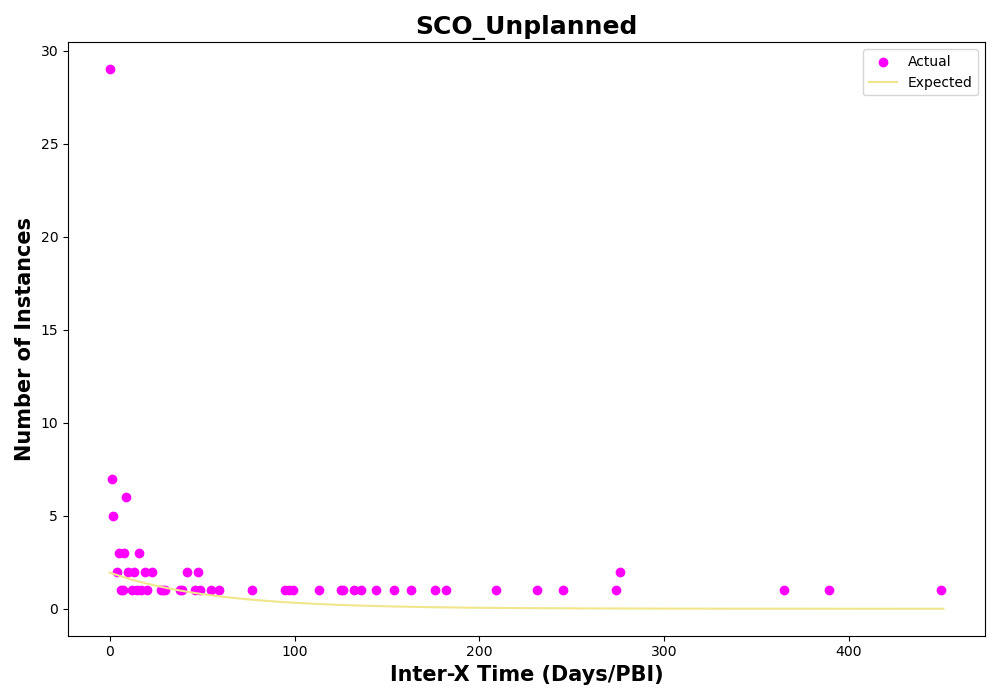 SCO_Unplanned
Actual
Expected
Number of Instances
30
25
20
15
10
5
0
0 100 200 300 400
Inter-X Time (Days/PBI)